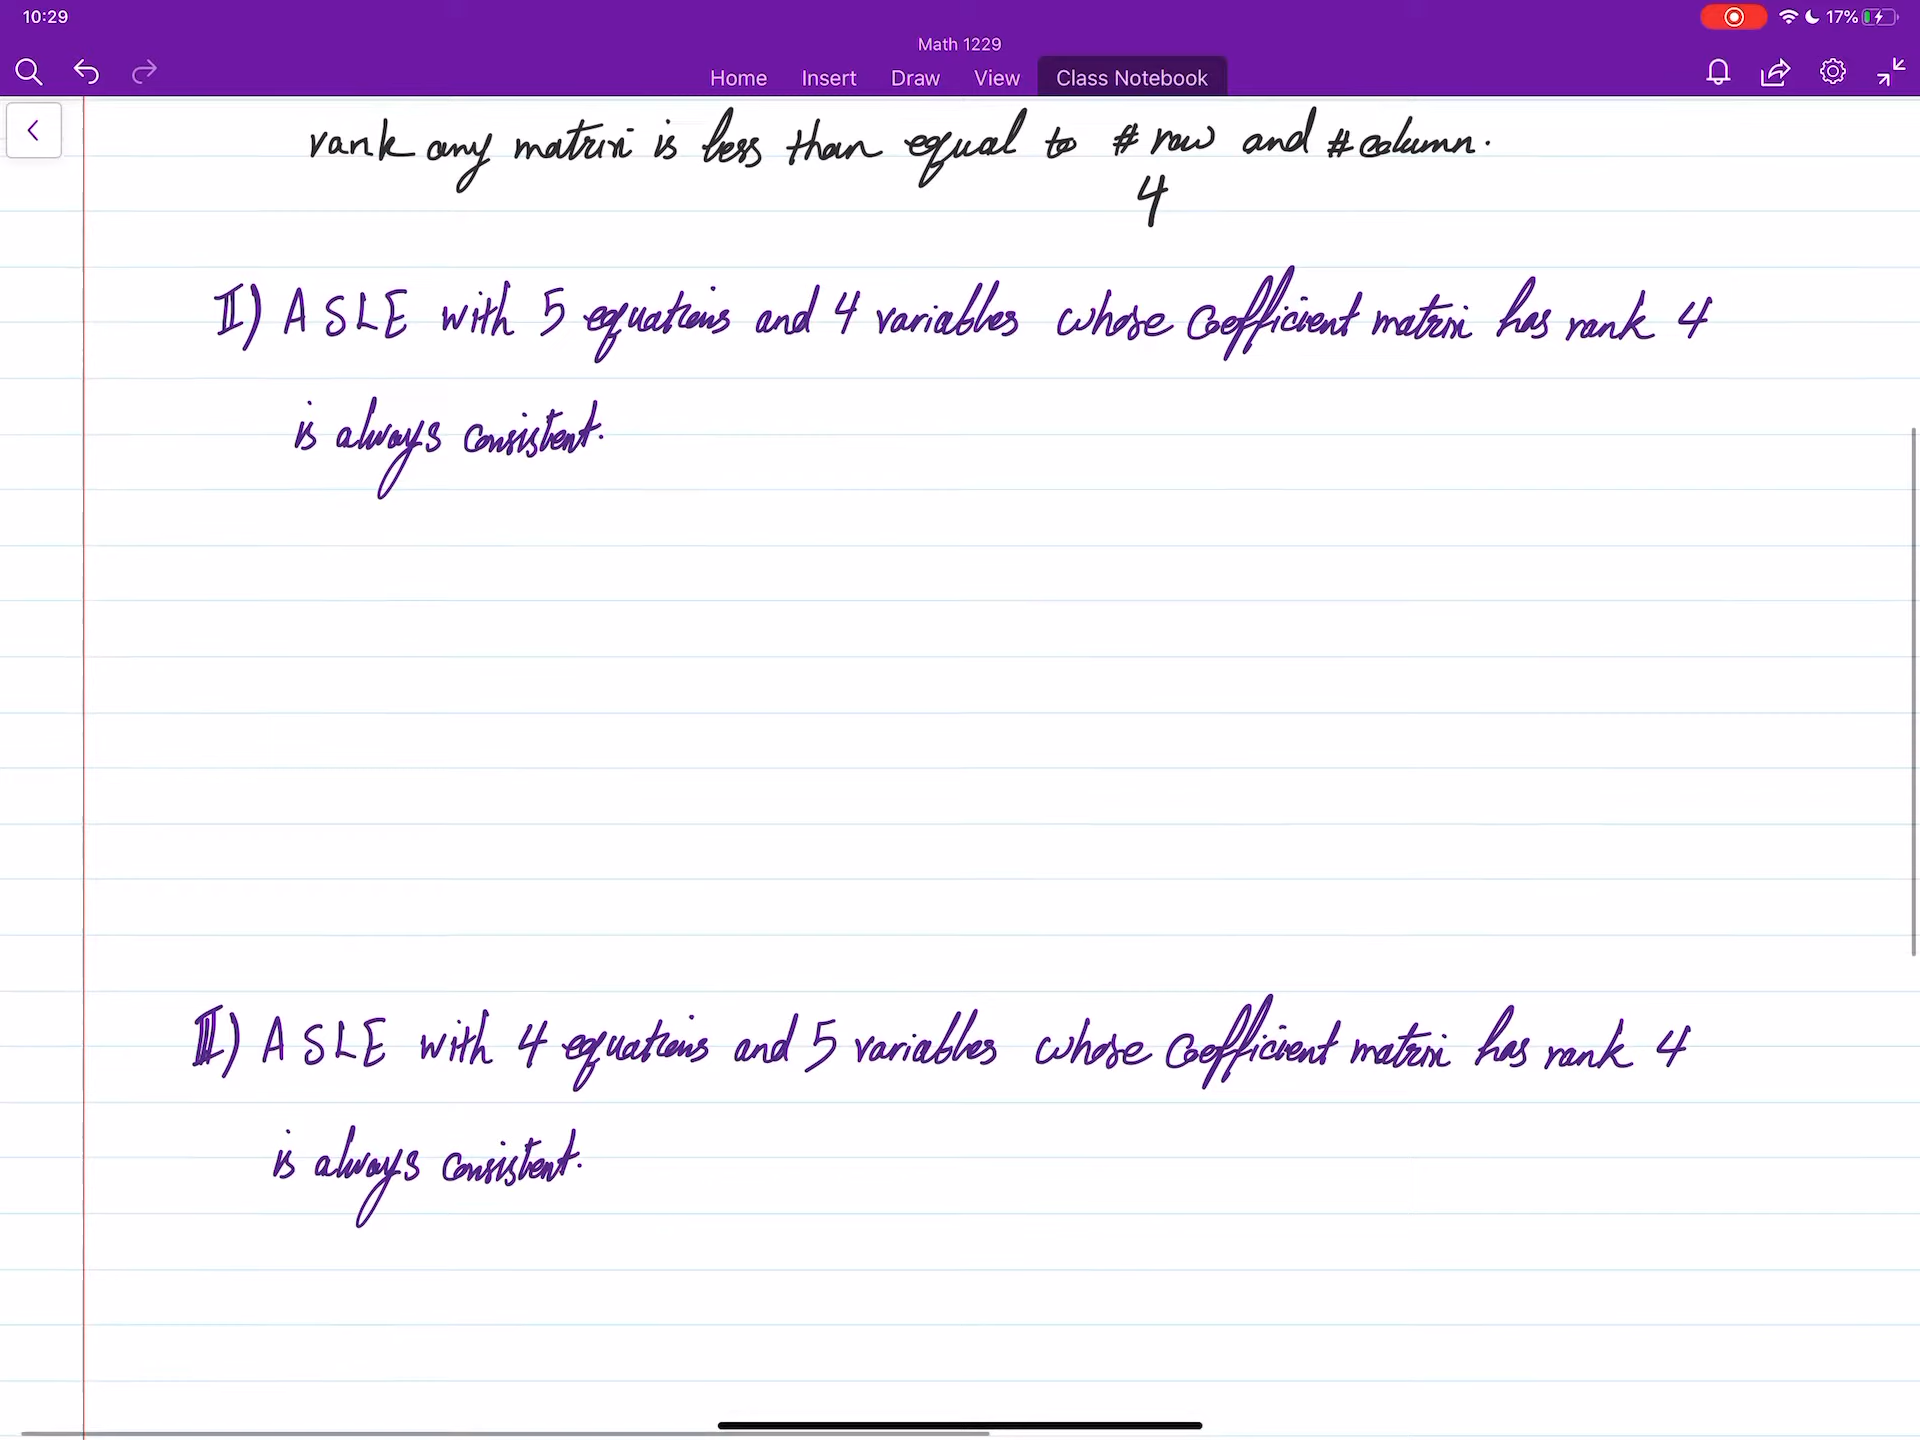 10:29
17%
Math 1229
Home Insert Draw View Class Notebook
rank any matrix is less than equal to # row and # column.
4
II) A SLE with 5 equations and 4 variables whose Coefficient matrix has rank 4
is always consistent.
III) A SLE with 4 equations and 5 variables whose Coefficient matrix has rank 4
is always consistent.